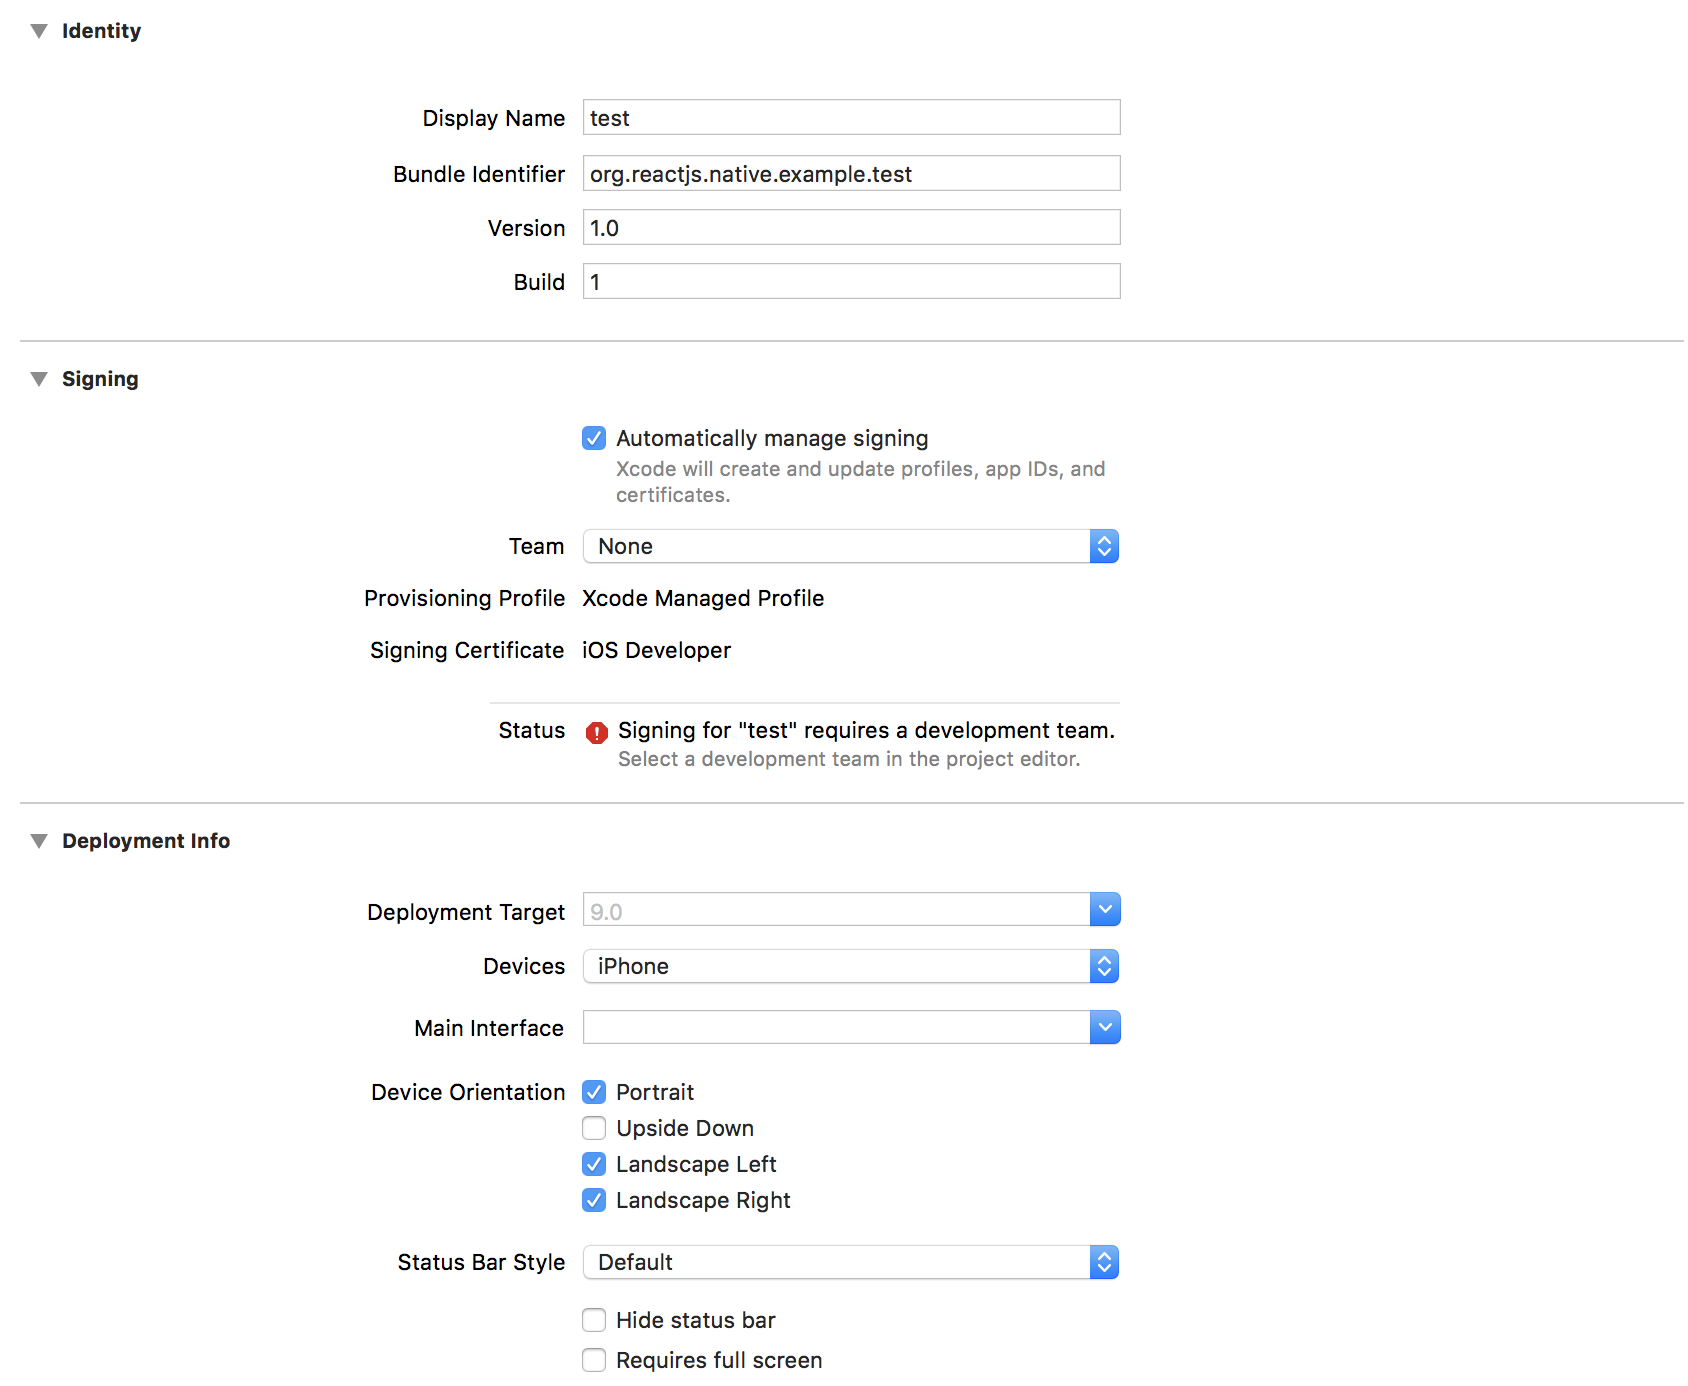 Identity
Display Name test
Bundle Identifier org.reactjs.native.example.test
Version 1.0
Build 1
Signing
Automatically manage signing
Xcode will create and update profiles, app IDs, and
certificates.
Team None
Provisioning Profile Xcode Managed Profile
Signing Certificate iOS Developer
Status Signing for "test" requires a development team.
Select a development team in the project editor.
Deployment Info
Deployment Target 9.0
Devices iPhone
Main Interface
Device Orientation Portrait
Upside Down
Landscape Left
Landscape Right
Status Bar Style Default
Hide status bar
Requires full screen